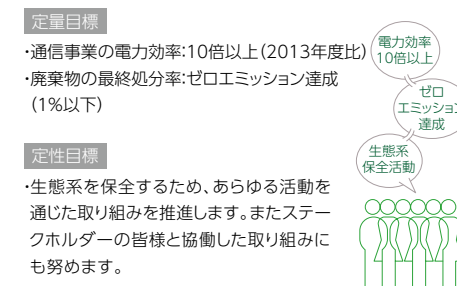 定量目標
・通信事業の電力効率:10倍以上(2013年度比)
・廃棄物の最終処分率:ゼロエミッション達成
(1%以下)
定性目標
・生態系を保全するため、あらゆる活動を
通じた取り組みを推進します。またステー
クホルダーの皆様と協働した取り組みに
も努めます。
電力効率
10倍以上
ゼロ
エミッション
達成
生態系
保全活動